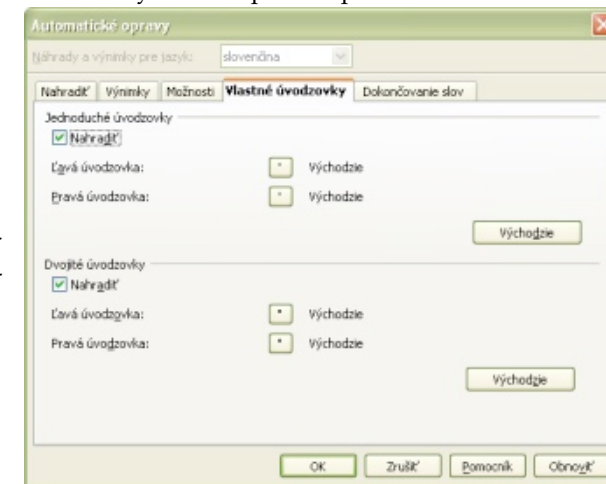 Automatické opravy
Náhrady a výnimky pre jazyk: slovenčina
Nahradiť Výnimky Možnosti Vlastné úvodzovky Dokončovanie slov
Jednoduché úvodzovky
Nahradiť
Ľavá úvodzovka: Východzie
Pravá úvodzovka: Východzie
Východzie
Dvojité úvodzovky
Nahradiť
Ľavá úvodzovka: Východzie
Pravá úvodzovka: Východzie
Východzie
OK Zrušiť Pomocník Obnoviť